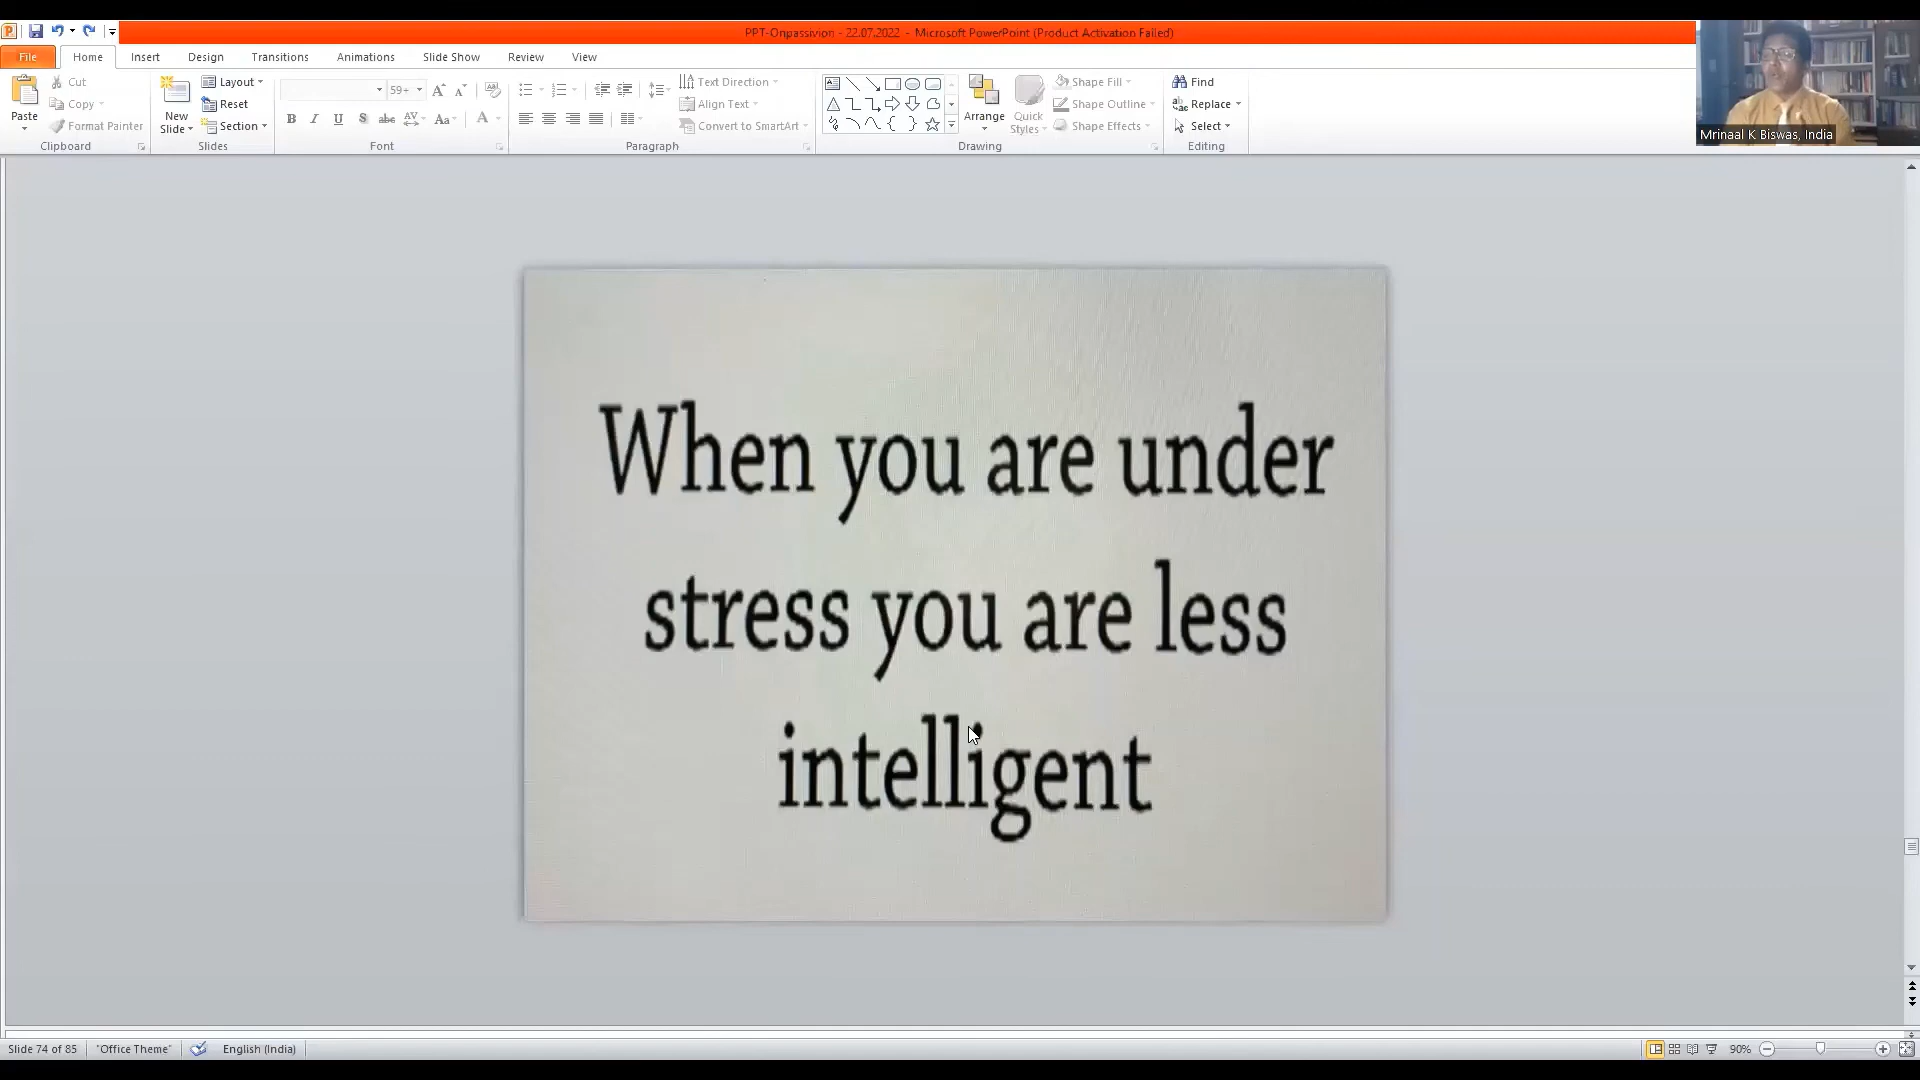 PPT-Onpassivion - 22.07.2022 - Microsoft PowerPoint (Product Activation Failed)
File Home Insert Design Transitions Animations Slide Show Review View
Paste
Cut
Copy
Format Painter
Clipboard
New Slide
Layout
Reset
Section
Slides
59+
B I U S abc AV Aa A
Font
Text Direction
Align Text
Convert to SmartArt
Paragraph
Arrange
Quick Styles
Shape Fill
Shape Outline
Shape Effects
Drawing
Find
Replace
Select
Editing
Mrinaal K Biswas, India
When you are under
stress you are less
intelligent
Slide 74 of 85 "Office Theme" English (India) 90%